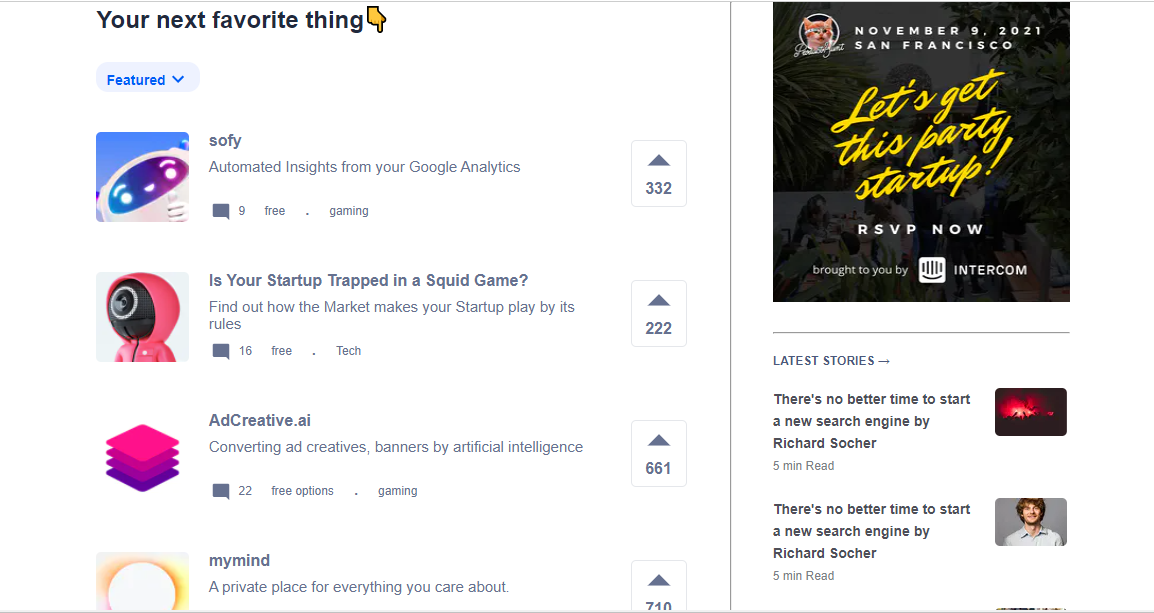 Your next favorite thing👇
Featured
sofy
Automated Insights from your Google Analytics
9 free . gaming
332
Is Your Startup Trapped in a Squid Game?
Find out how the Market makes your Startup play by its
rules
16 free . Tech
222
AdCreative.ai
Converting ad creatives, banners by artificial intelligence
22 free options . gaming
661
mymind
A private place for everything you care about.
710
NOVEMBER 9, 2021
SAN FRANCISCO
Let's get
this party
startup!
RSVP NOW
brought to you by INTERCOM
LATEST STORIES →
There's no better time to start
a new search engine by
Richard Socher
5 min Read
There's no better time to start
a new search engine by
Richard Socher
5 min Read